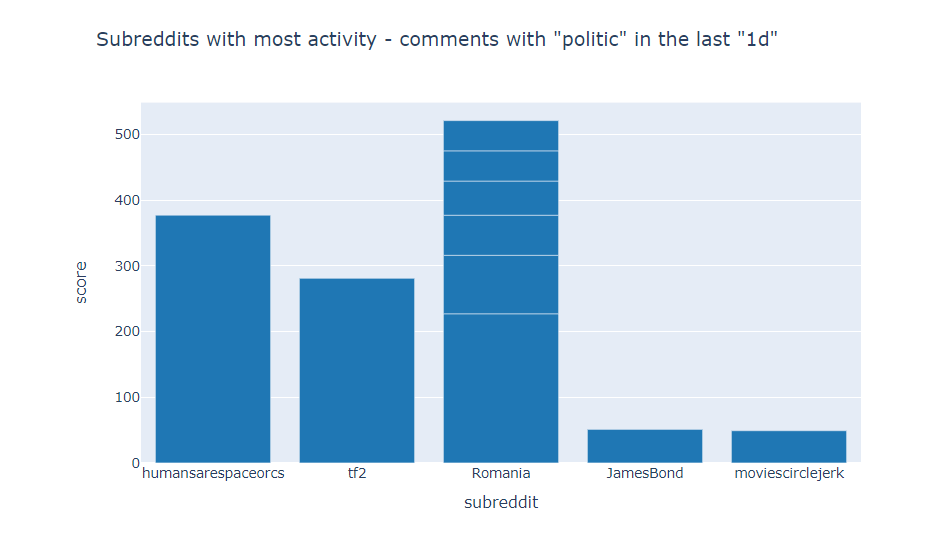 Subreddits with most activity - comments with "politic" in the last "1d"
score
500
400
300
200
100
0
humansarespaceorcs tf2 Romania JamesBond moviescirclejerk
subreddit